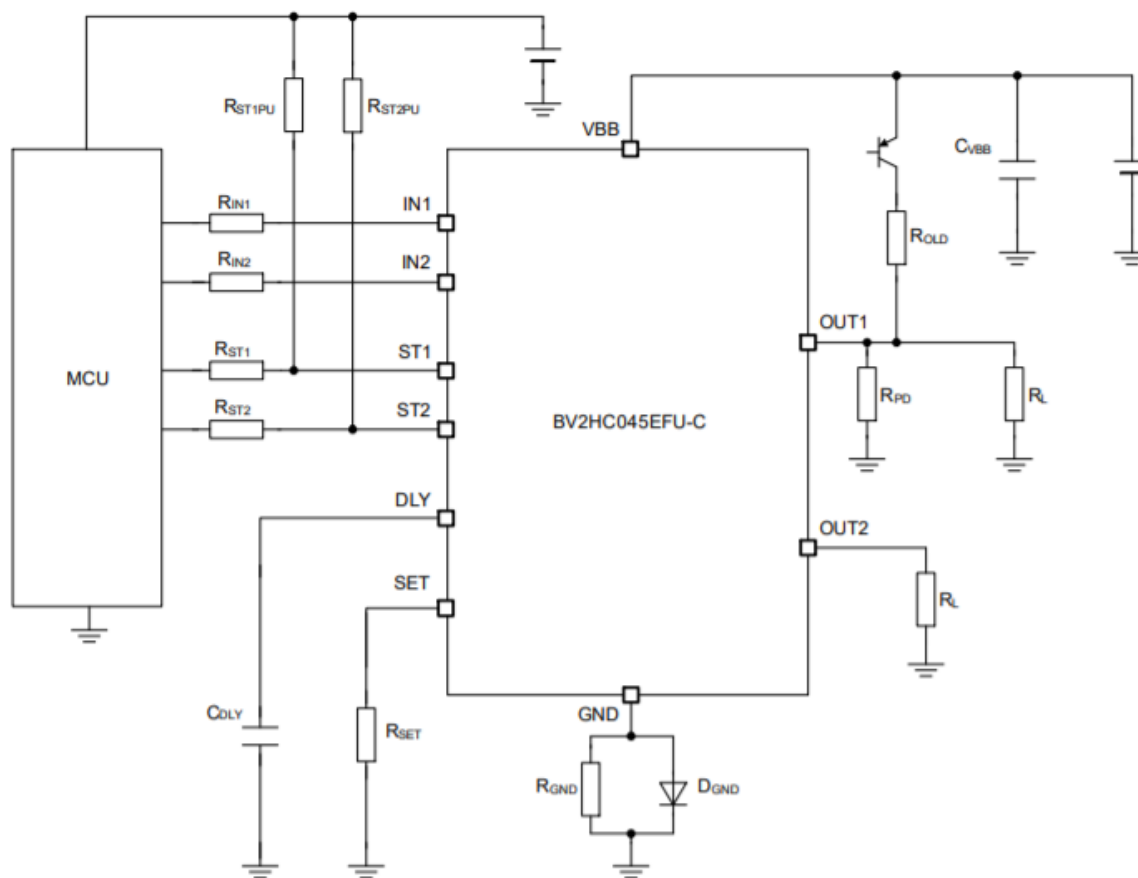 RST1PU
RST2PU
VBB
CVBB
RIN1
IN1
ROLD
RIN2
IN2
OUT1
RST1
ST1
MCU
RPD
RL
RST2
ST2
BV2HC045EFU-C
DLY
OUT2
SET
RL
CDLY
RSET
GND
RGND
DGND